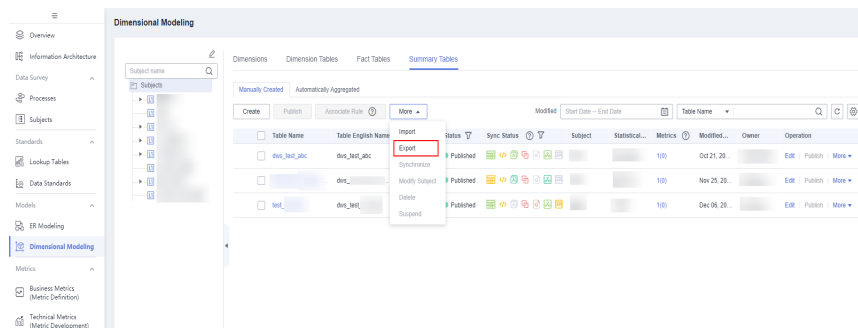 Dimensional Modeling
Overview
Information Architecture
Data Survey
Processes
Subjects
Standards
Lookup Tables
Data Standards
Models
ER Modeling
Dimensional Modeling
Metrics
Business Metrics
(Metric Definition)
Technical Metrics
(Metric Development)
Subject name
Subjects
Dimensions Dimension Tables Fact Tables Summary Tables
Manually Created Automatically Aggregated
Create Publish Associate Rule More Modified Start Date – End Date Table Name
Import
Export
Synchronize
Modify Subject
Delete
Suspend
Table Name Table English Name Status Sync Status Subject Statistical... Metrics Modified... Owner Operation
dws_test_abc dws_test_abc Published 1(0) Oct 21, 20... Edit Publish More
dws_ Published 1(0) Nov 25, 20... Edit Publish More
test_ dws_test_ Published 1(0) Dec 06, 20... Edit Publish More